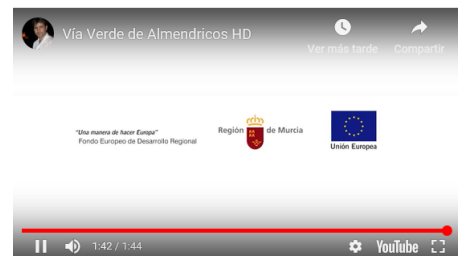 Vía Verde de Almendricos HD
Ver más tarde
Compartir
"Una manera de hacer Europa"
Fondo Europeo de Desarrollo Regional
Región de Murcia
Unión Europea
1:42 / 1:44
YouTube